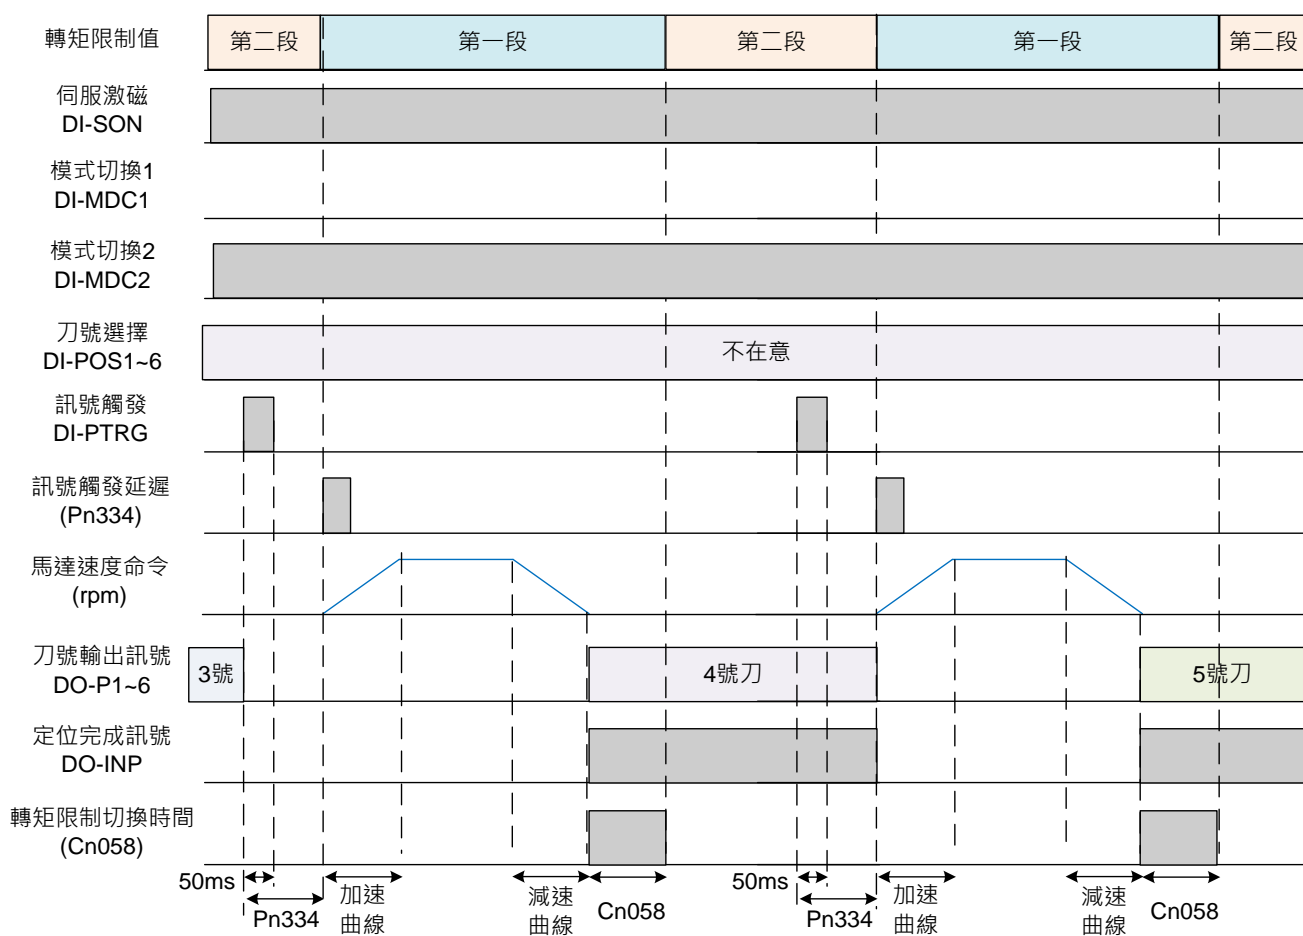 轉矩限制值
第二段
第一段
第二段
第一段
第二段
伺服激磁
DI-SON
模式切換1
DI-MDC1
模式切換2
DI-MDC2
刀號選擇
DI-POS1~6
不在意
訊號觸發
DI-PTRG
訊號觸發延遲
(Pn334)
馬達速度命令
(rpm)
刀號輸出訊號
DO-P1~6
3號
4號刀
5號刀
定位完成訊號
DO-INP
轉矩限制切換時間
(Cn058)
50ms
Pn334
加速
曲線
減速
曲線
Cn058
50ms
Pn334
加速
曲線
減速
曲線
Cn058